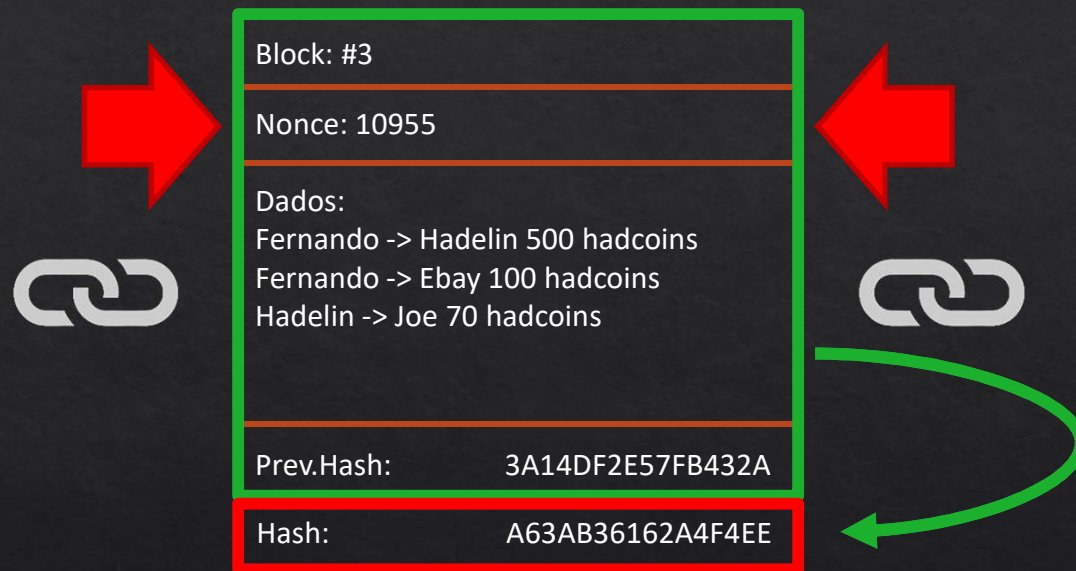 Block: #3
Nonce: 10955
Dados:
Fernando -> Hadelin 500 hadcoins
Fernando -> Ebay 100 hadcoins
Hadelin -> Joe 70 hadcoins
Prev.Hash: 3A14DF2E57FB432A
Hash: A63AB36162A4F4EE